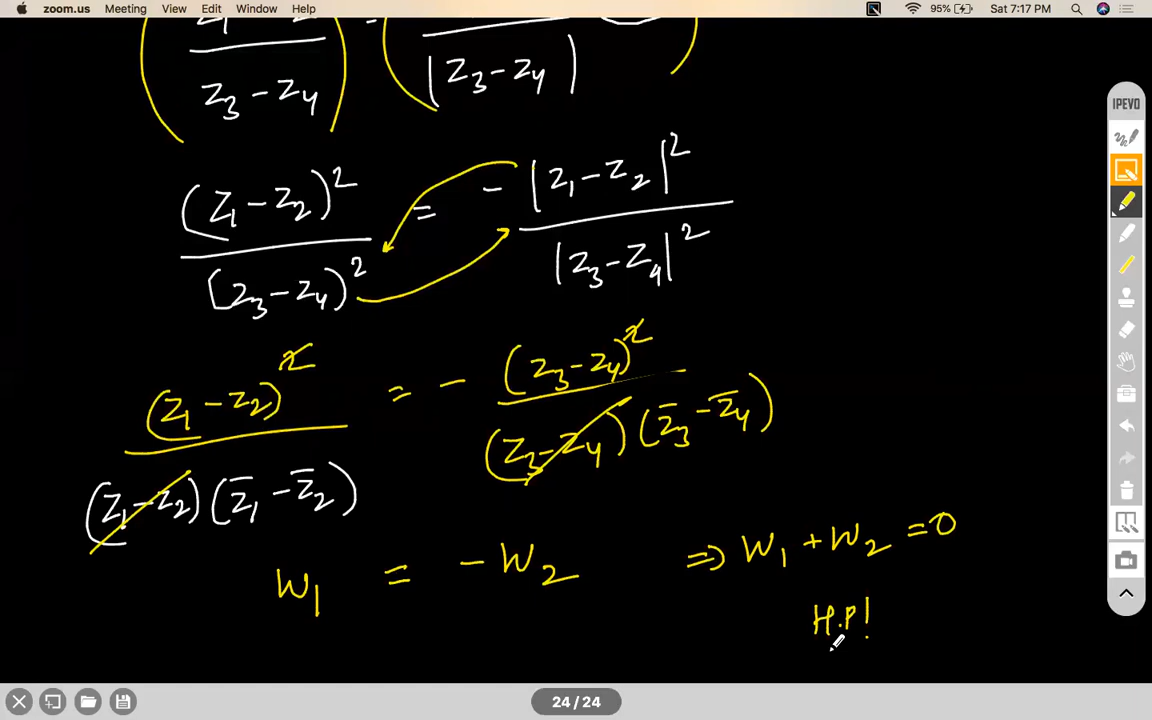 zoom.us Meeting View Edit Window Help 95% Sat 7:17 PM
z₃ - z₄ |z₃ - z₄|
IPEVO
(z₁ - z₂)² / (z₃ - z₄)² = - |z₁ - z₂|² / |z₃ - z₄|²
(z₁ - z₂)² / (z₁ - z₂)(z̄₁ - z̄₂) = - (z₃ - z₄)² / (z₃ - z₄)(z̄₃ - z̄₄)
w₁ = - w₂ ⇒ w₁ + w₂ = 0
H.P!
24 / 24